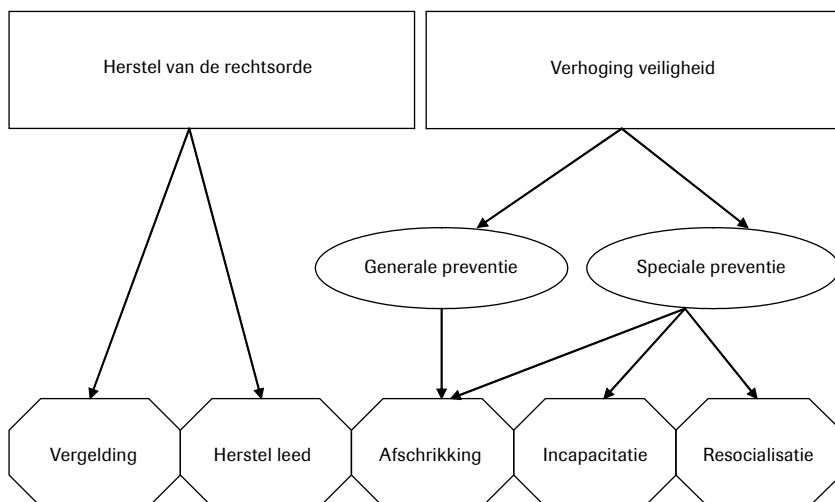 Herstel van de rechtsorde
Verhoging veiligheid
Generale preventie
Speciale preventie
Vergelding
Herstel leed
Afschrikking
Incapacitatie
Resocialisatie